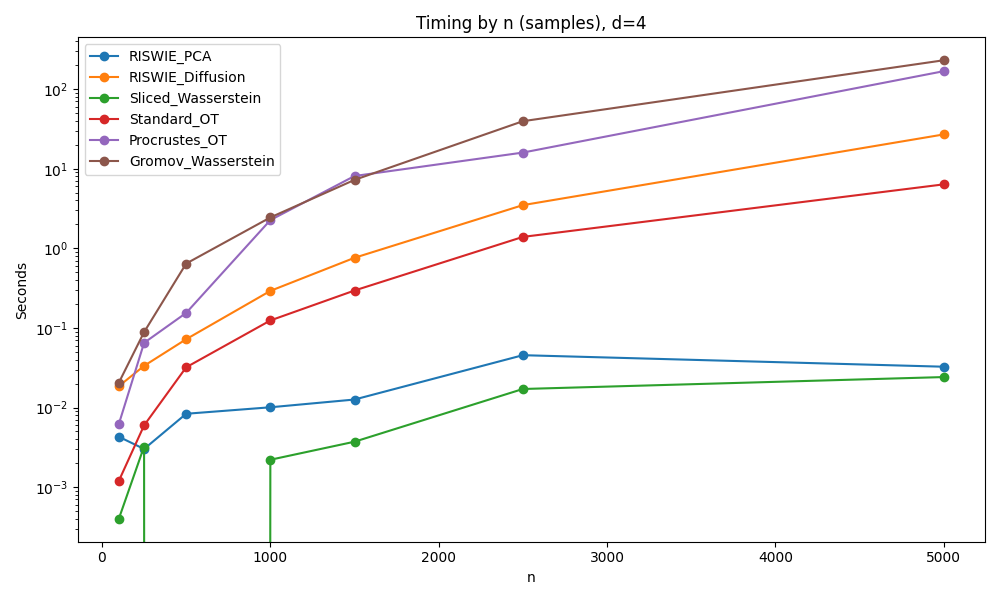 Timing by n (samples), d=4
RISWIE_PCA
RISWIE_Diffusion
Sliced_Wasserstein
Standard_OT
Procrustes_OT
Gromov_Wasserstein
Seconds
10²
10¹
10⁰
10⁻¹
10⁻²
10⁻³
0 1000 2000 3000 4000 5000
n